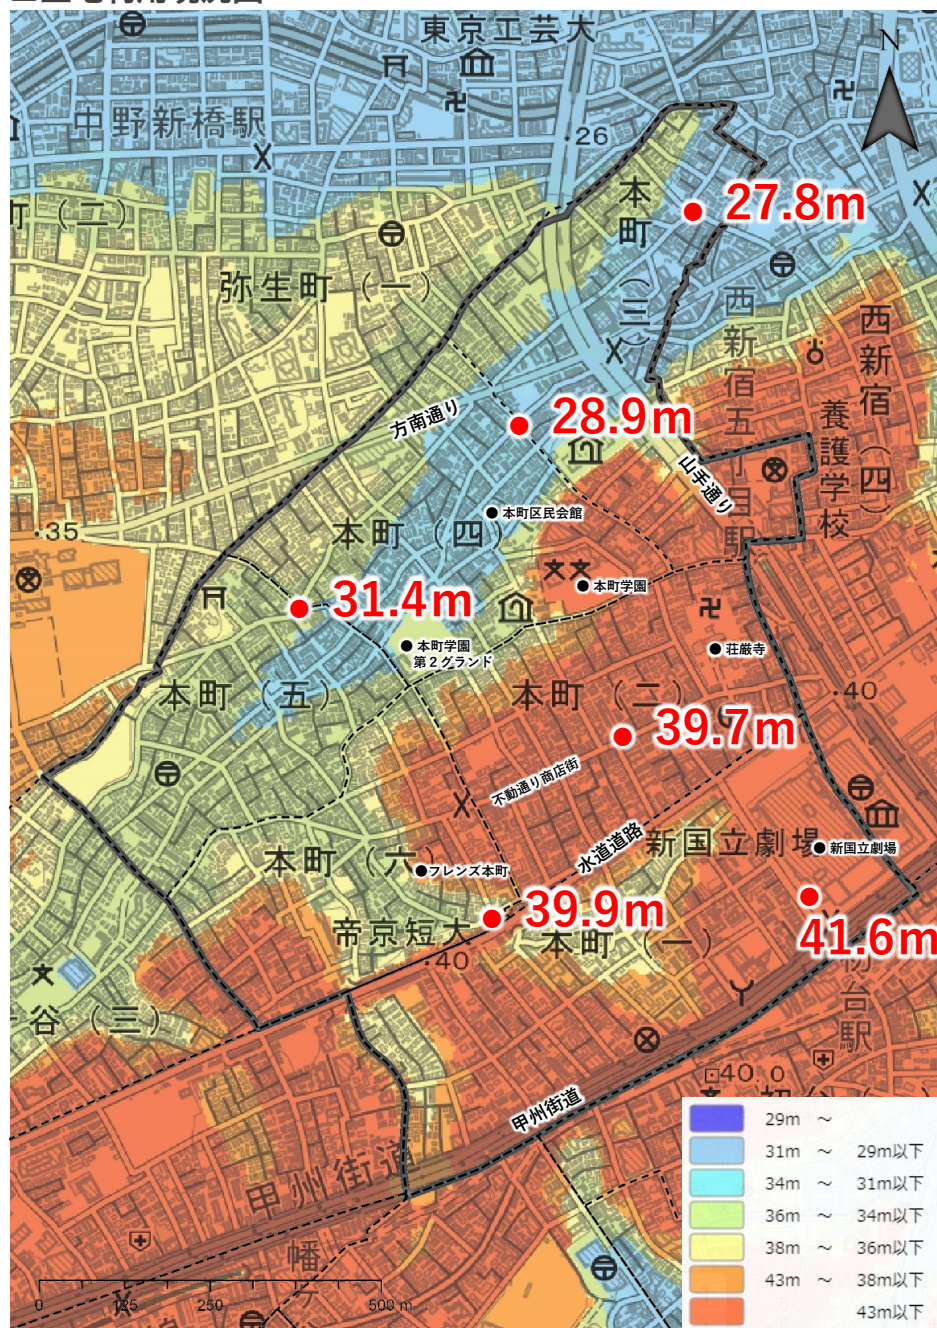 東京工芸大
中野新橋駅
.26
N
町(二)
本町(三)
27.8m
弥生町(一)
西新宿五丁目駅
西新宿(四)
養護学校
方南通り
28.9m
山手通り
.35
本町(四)
本町区民会館
31.4m
本町学園
本町学園
第2グランド
荘厳寺
本町(五)
本町(二)
.40
39.7m
不動通り商店街
水道道路
新国立劇場
新国立劇場
本町(六)
フレンズ本町
39.9m
帝京短大
本町(一)
.40
41.6m
初台駅
谷(三)
40.0
甲州街道
甲州街道
幡
0 125 250 500 m
29m ~
31m ~ 29m以下
34m ~ 31m以下
36m ~ 34m以下
38m ~ 36m以下
43m ~ 38m以下
43m以下